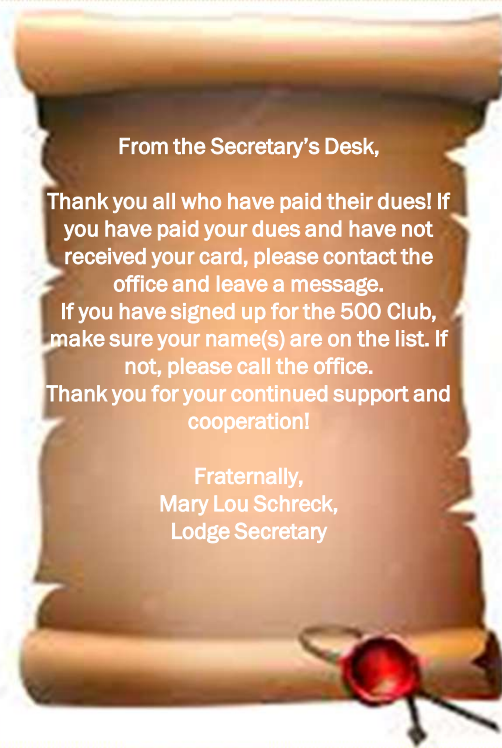 From the Secretary’s Desk,
Thank you all who have paid their dues! If
you have paid your dues and have not
received your card, please contact the
office and leave a message.
If you have signed up for the 500 Club,
make sure your name(s) are on the list. If
not, please call the office.
Thank you for your continued support and
cooperation!
Fraternally,
Mary Lou Schreck,
Lodge Secretary